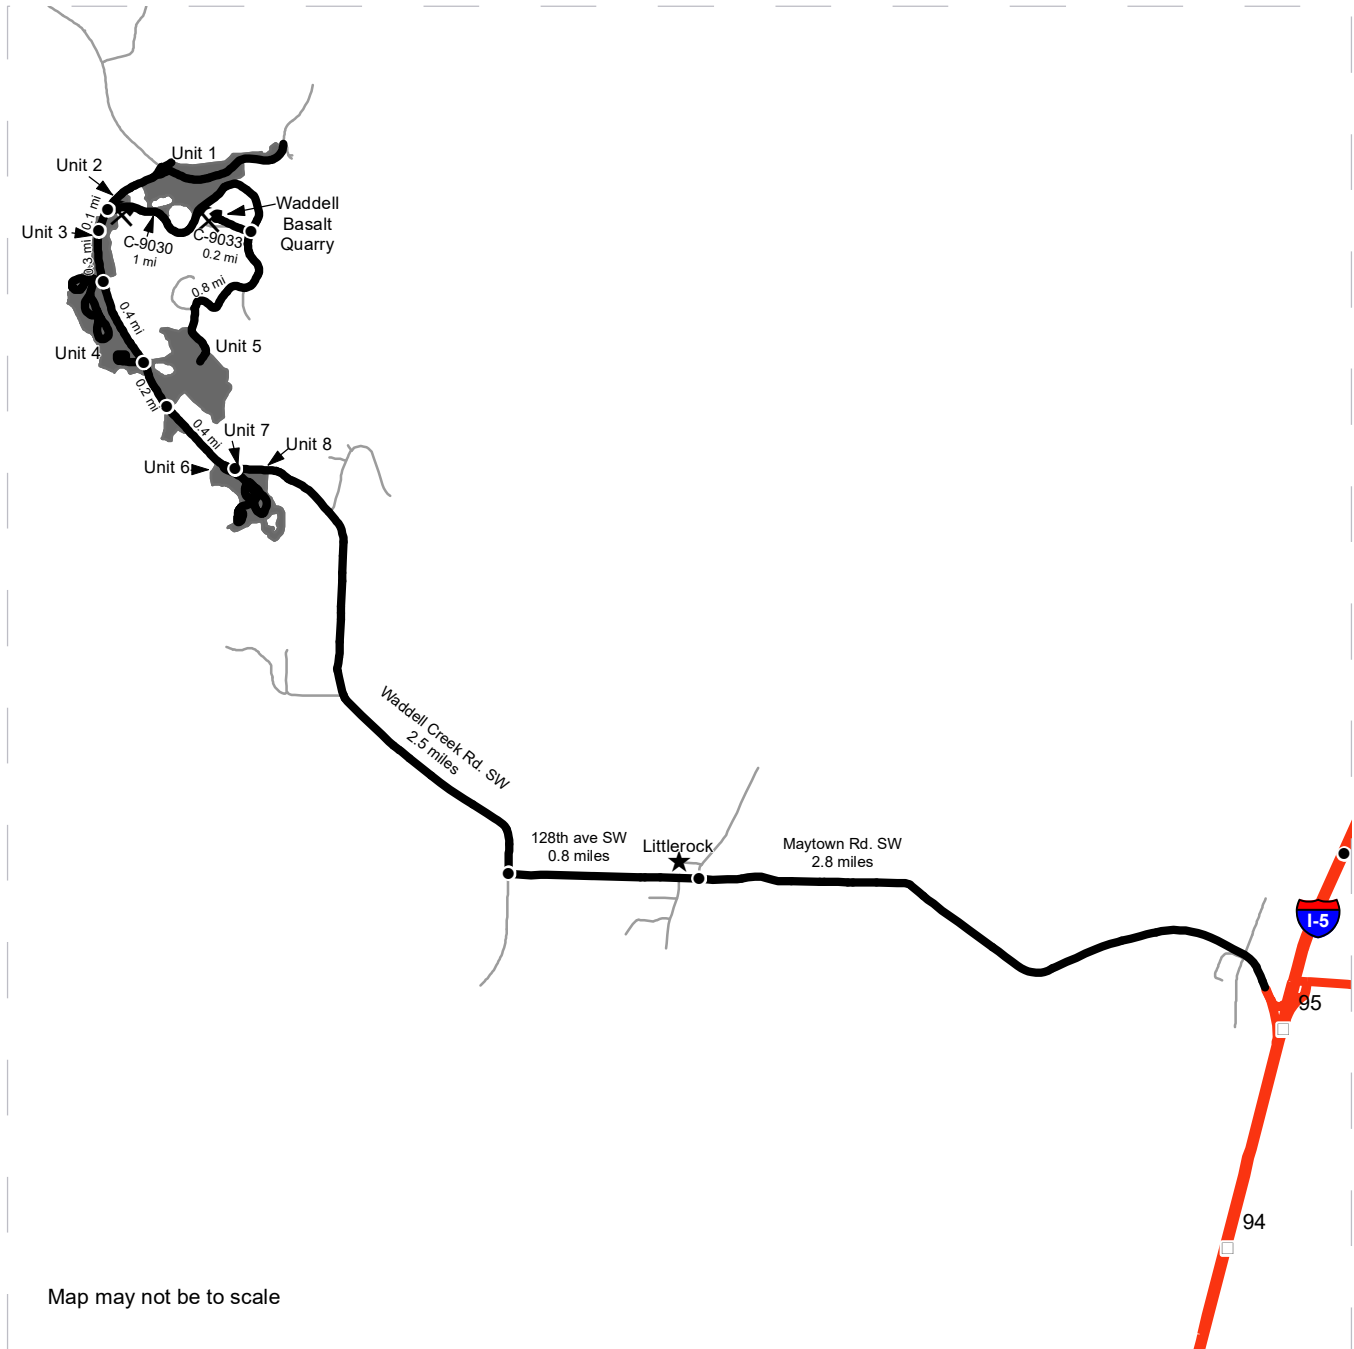 Unit 1
Unit 2
0.1 mi
Waddell
Basalt
Quarry
Unit 3
C-9030
1 mi
C-9033
0.2 mi
0.3 mi
0.8 mi
0.4 mi
Unit 5
Unit 4
0.2 mi
0.4 mi
Unit 7
Unit 8
Unit 6
Waddell Creek Rd. SW
2.5 miles
128th ave SW
0.8 miles
Littlerock
Maytown Rd. SW
2.8 miles
I-5
95
94
Map may not be to scale